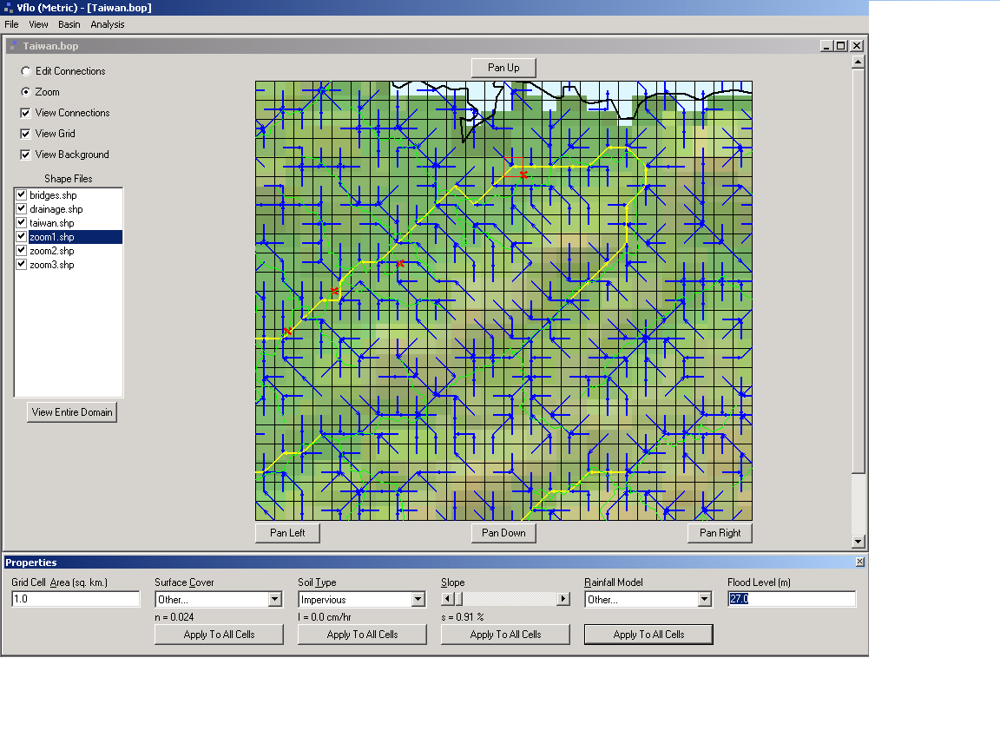 Vflo (Metric) - [Taiwan.bop]
File View Basin Analysis
Taiwan.bop
Edit Connections
Zoom
View Connections
View Grid
View Background
Shape Files
bridges.shp
drainage.shp
taiwan.shp
zoom1.shp
zoom2.shp
zoom3.shp
View Entire Domain
Pan Up
Pan Left Pan Down Pan Right
Properties
Grid Cell Area (sq. km.) Surface Cover Soil Type Slope Rainfall Model Flood Level (m)
1.0 Other... Impervious Other... 27.0
n = 0.024 I = 0.0 cm/hr s = 0.91 %
Apply To All Cells Apply To All Cells Apply To All Cells Apply To All Cells